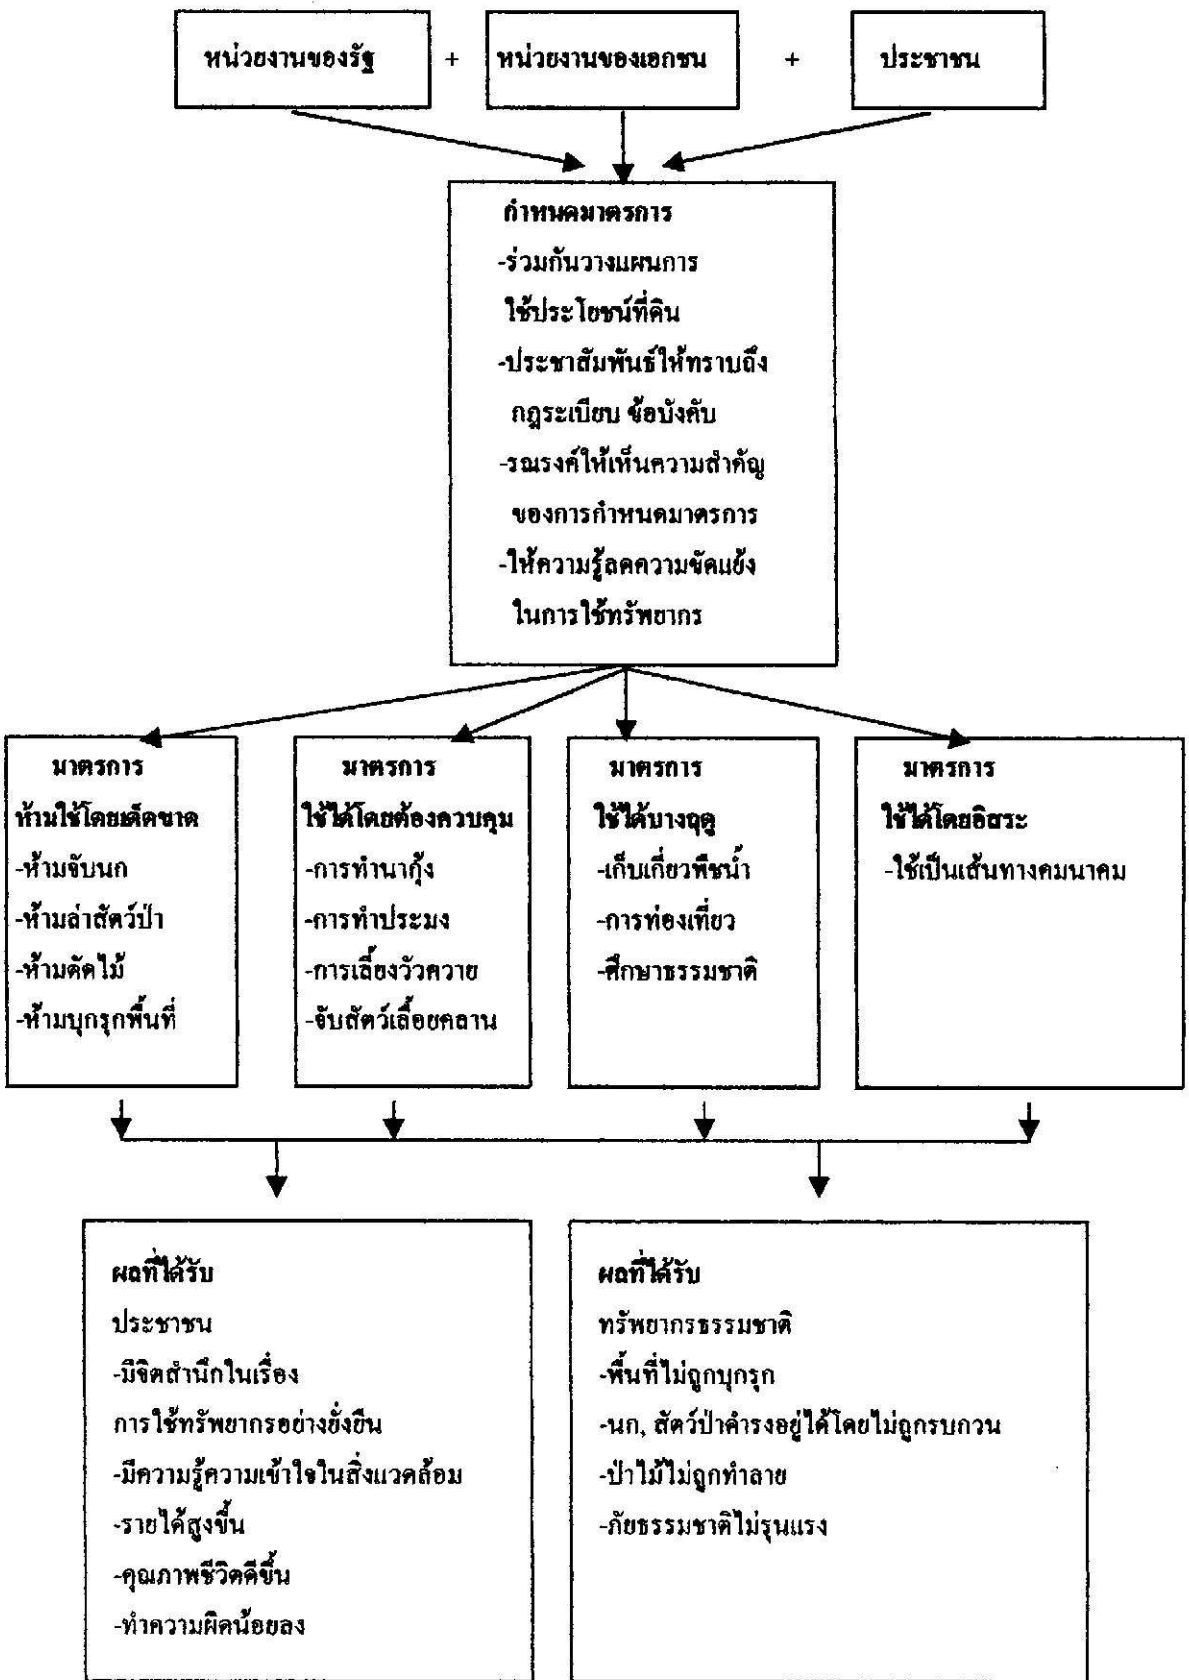 หน่วยงานของรัฐ + หน่วยงานของเอกชน + ประชาชน
กำหนดมาตรการ
-ร่วมกันวางแผนการ
ใช้ประโยชน์ที่ดิน
-ประชาสัมพันธ์ให้ทราบถึง
กฎระเบียบ ข้อบังคับ
-รณรงค์ให้เห็นความสำคัญ
ของการกำหนดมาตรการ
-ให้ความรู้ลดความขัดแย้ง
ในการใช้ทรัพยากร
มาตรการ
ห้ามใช้โดยเด็ดขาด
-ห้ามจับนก
-ห้ามล่าสัตว์ป่า
-ห้ามตัดไม้
-ห้ามบุกรุกพื้นที่
มาตรการ
ใช้ได้โดยต้องควบคุม
-การทำนากุ้ง
-การทำประมง
-การเลี้ยงวัวควาย
-จับสัตว์เลื้อยคลาน
มาตรการ
ใช้ได้บางฤดู
-เก็บเกี่ยวพืชน้ำ
-การท่องเที่ยว
-ศึกษาธรรมชาติ
มาตรการ
ใช้ได้โดยอิสระ
-ใช้เป็นเส้นทางคมนาคม
ผลที่ได้รับ
ประชาชน
-มีจิตสำนึกในเรื่อง
การใช้ทรัพยากรอย่างยั่งยืน
-มีความรู้ความเข้าใจในสิ่งแวดล้อม
-รายได้สูงขึ้น
-คุณภาพชีวิตดีขึ้น
-ทำความผิดน้อยลง
ผลที่ได้รับ
ทรัพยากรธรรมชาติ
-พื้นที่ไม่ถูกบุกรุก
-นก, สัตว์ป่าดำรงอยู่ได้โดยไม่ถูกรบกวน
-ป่าไม้ไม่ถูกทำลาย
-ภัยธรรมชาติไม่รุนแรง